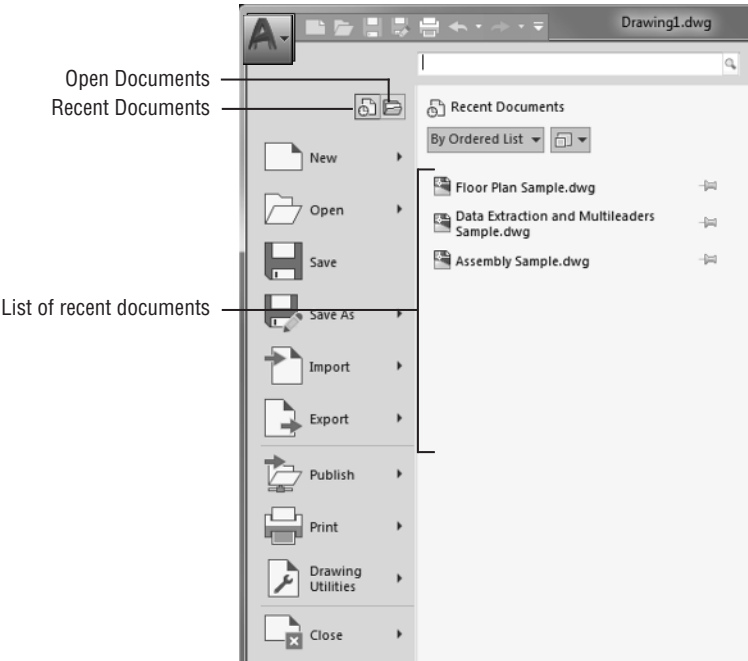 Drawing1.dwg
Open Documents
Recent Documents
Recent Documents
By Ordered List
New
Open
Save
Save As
Import
Export
Publish
Print
Drawing
Utilities
Close
Floor Plan Sample.dwg
Data Extraction and Multileaders
Sample.dwg
Assembly Sample.dwg
List of recent documents